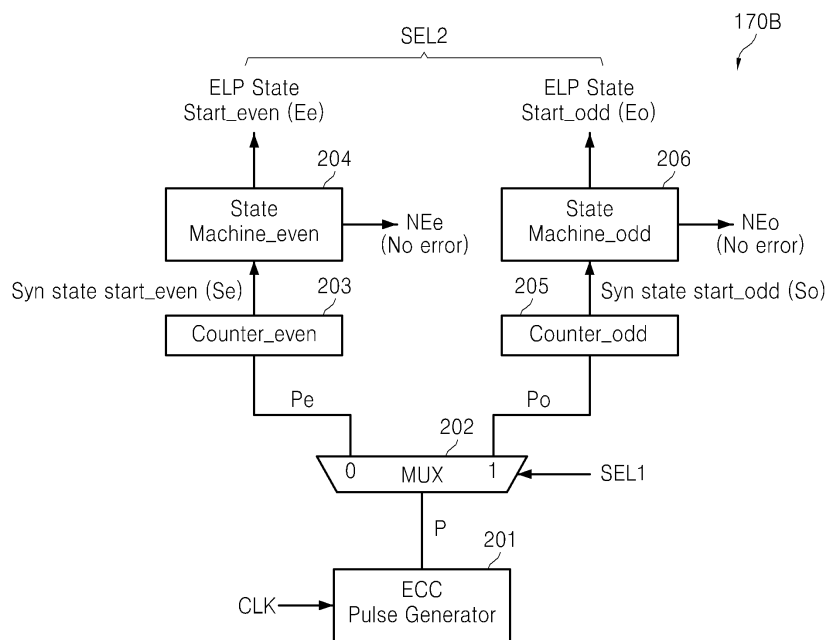 170B
SEL2
ELP State
Start_even (Ee)
ELP State
Start_odd (Eo)
204
206
State
Machine_even
NEe
(No error)
State
Machine_odd
NEo
(No error)
Syn state start_even (Se)
203
205
Syn state start_odd (So)
Counter_even
Counter_odd
Pe
Po
202
0
MUX
1
SEL1
P
201
CLK
ECC
Pulse Generator